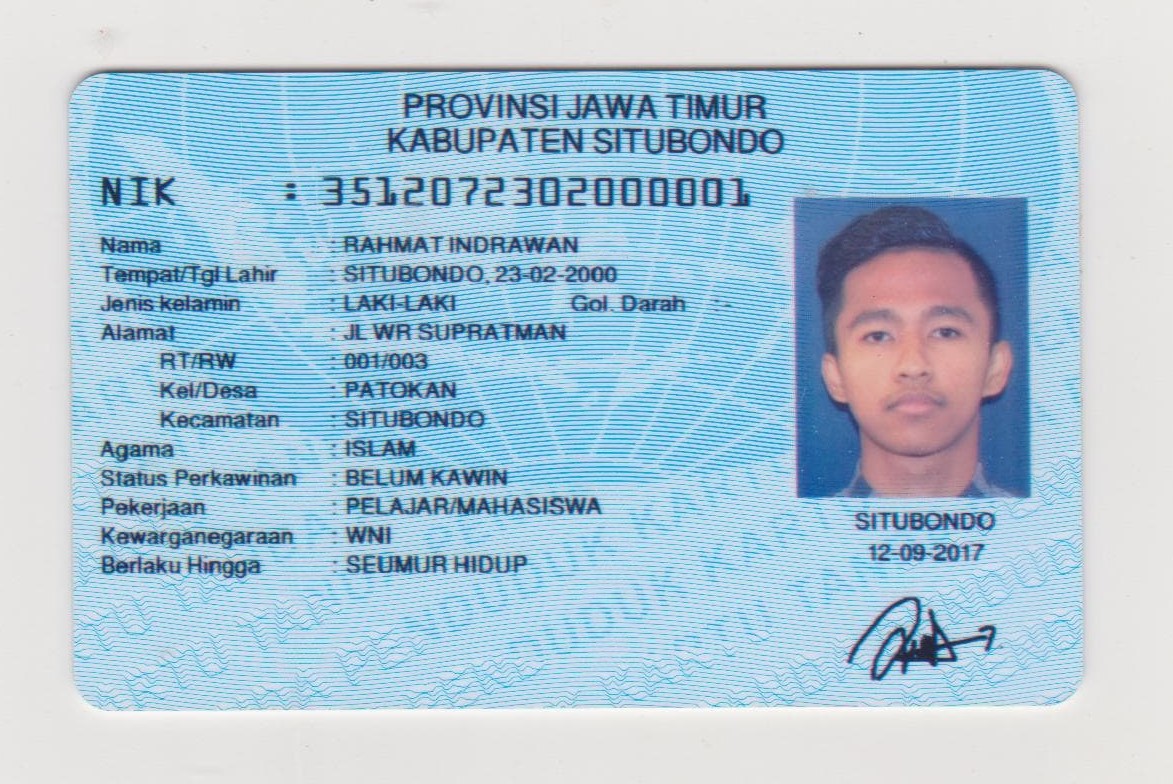 PROVINSI JAWA TIMUR
KABUPATEN SITUBONDO
NIK : 3512072302000001
Nama : RAHMAT INDRAWAN
Tempat/Tgl Lahir : SITUBONDO, 23-02-2000
Jenis kelamin : LAKI-LAKI Gol. Darah : -
Alamat : JL WR SUPRATMAN
RT/RW : 001/003
Kel/Desa : PATOKAN
Kecamatan : SITUBONDO
Agama : ISLAM
Status Perkawinan : BELUM KAWIN
Pekerjaan : PELAJAR/MAHASISWA
Kewarganegaraan : WNI
Berlaku Hingga : SEUMUR HIDUP
SITUBONDO
12-09-2017